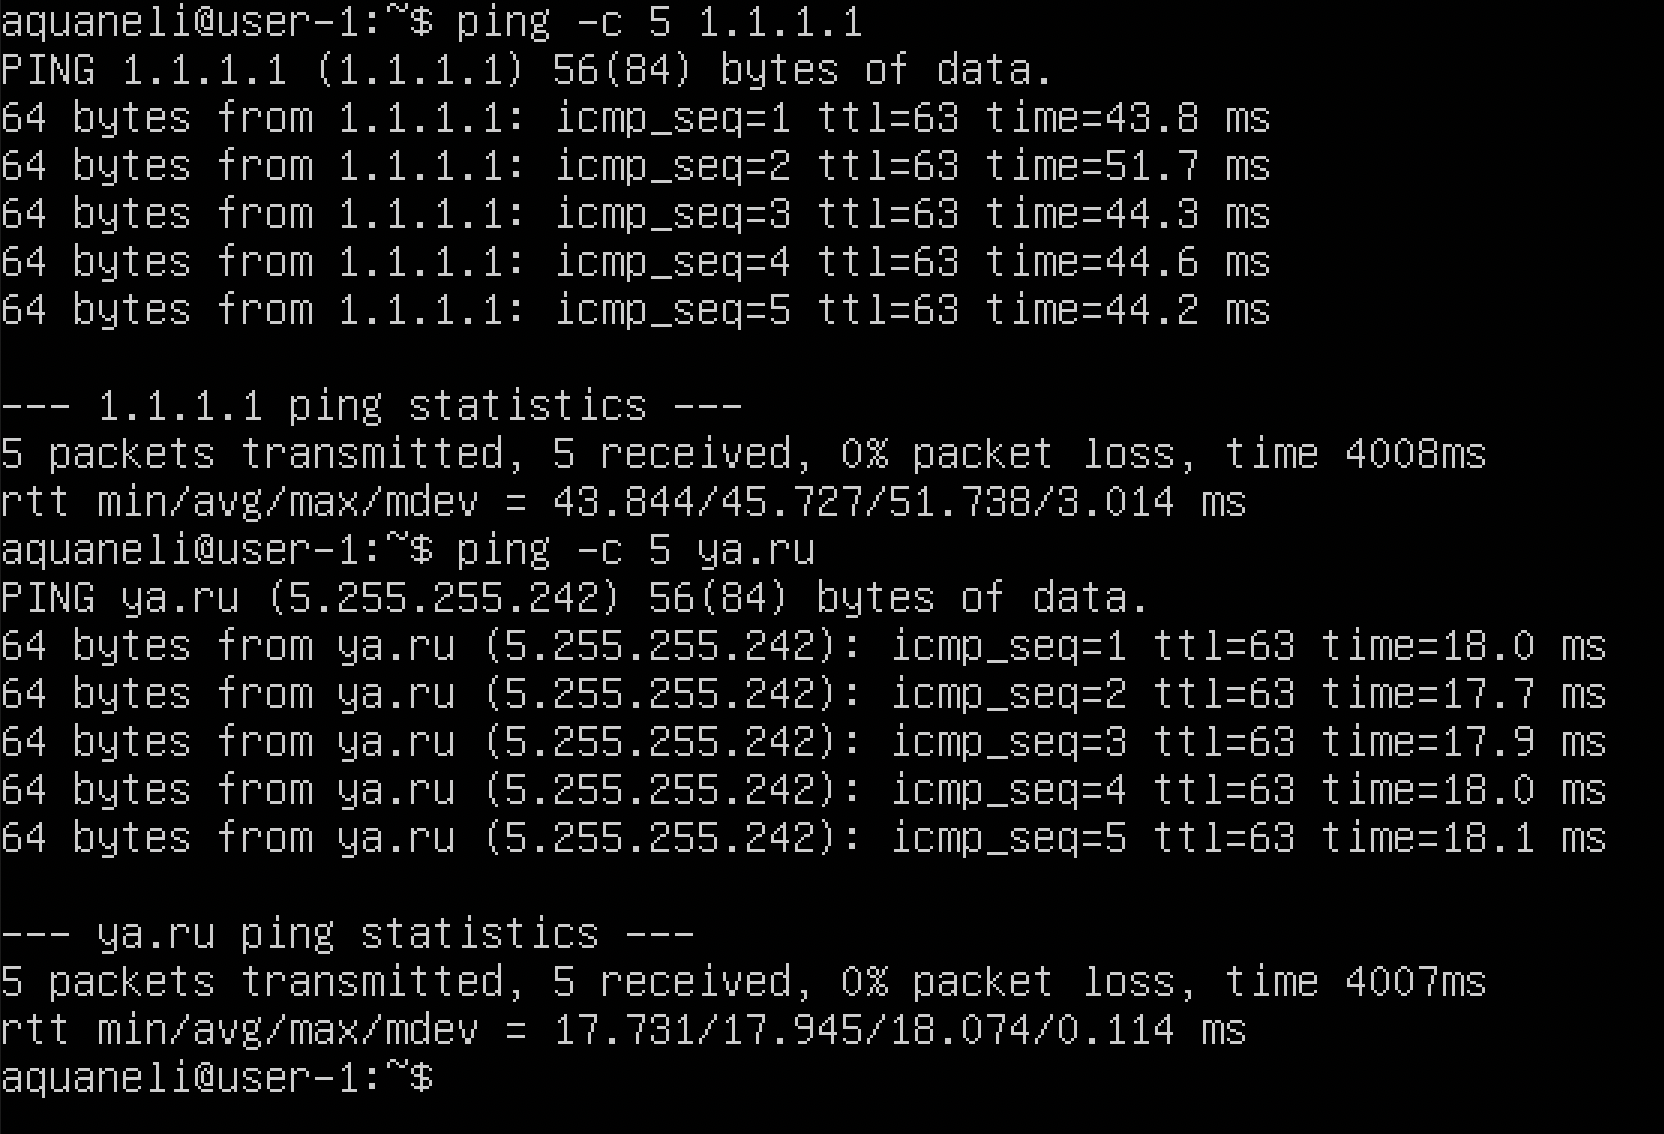 aquaneli@user-1:~$ ping -c 5 1.1.1.1
PING 1.1.1.1 (1.1.1.1) 56(84) bytes of data.
64 bytes from 1.1.1.1: icmp_seq=1 ttl=63 time=43.8 ms
64 bytes from 1.1.1.1: icmp_seq=2 ttl=63 time=51.7 ms
64 bytes from 1.1.1.1: icmp_seq=3 ttl=63 time=44.3 ms
64 bytes from 1.1.1.1: icmp_seq=4 ttl=63 time=44.6 ms
64 bytes from 1.1.1.1: icmp_seq=5 ttl=63 time=44.2 ms
--- 1.1.1.1 ping statistics ---
5 packets transmitted, 5 received, 0% packet loss, time 4008ms
rtt min/avg/max/mdev = 43.844/45.727/51.738/3.014 ms
aquaneli@user-1:~$ ping -c 5 ya.ru
PING ya.ru (5.255.255.242) 56(84) bytes of data.
64 bytes from ya.ru (5.255.255.242): icmp_seq=1 ttl=63 time=18.0 ms
64 bytes from ya.ru (5.255.255.242): icmp_seq=2 ttl=63 time=17.7 ms
64 bytes from ya.ru (5.255.255.242): icmp_seq=3 ttl=63 time=17.9 ms
64 bytes from ya.ru (5.255.255.242): icmp_seq=4 ttl=63 time=18.0 ms
64 bytes from ya.ru (5.255.255.242): icmp_seq=5 ttl=63 time=18.1 ms
--- ya.ru ping statistics ---
5 packets transmitted, 5 received, 0% packet loss, time 4007ms
rtt min/avg/max/mdev = 17.731/17.945/18.074/0.114 ms
aquaneli@user-1:~$